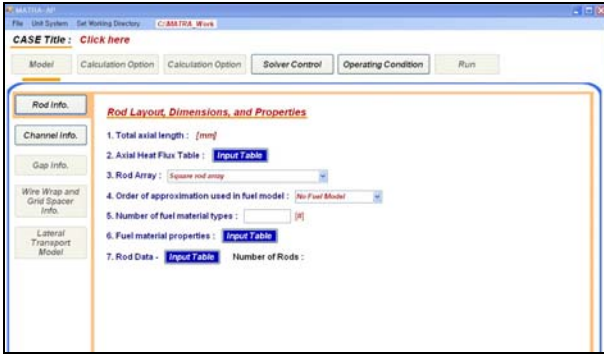 MATRA-AP
File Unit System Set Working Directory C:\MATRA_Work
CASE Title : Click here
Model Calculation Option Calculation Option Solver Control Operating Condition Run
Rod Info.
Channel Info.
Gap Info.
Wire Wrap and
Grid Spacer
Info.
Lateral
Transport
Model
Rod Layout, Dimensions, and Properties
1. Total axial length : [mm]
2. Axial Heat Flux Table : Input Table
3. Rod Array : Square rod array
4. Order of approximation used in fuel model : No Fuel Model
5. Number of fuel material types : [#]
6. Fuel material properties : Input Table
7. Rod Data - Input Table Number of Rods :